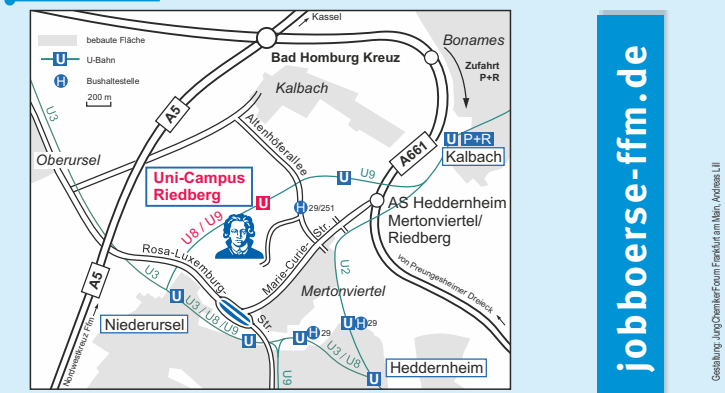 Kassel
bebaute Fläche
U U-Bahn
H Bushaltestelle
200 m
Bad Homburg Kreuz
Bonames
Zufahrt
P+R
Kalbach
A5
U3
Altenhöferallee
A661
U P+R
Kalbach
Oberursel
Uni-Campus
Riedberg
U
U
U9
H 29/251
AS Heddernheim
Mertonviertel/
Riedberg
U8 / U9
Rosa-Luxemburg-
Str.
Marie-Curie-Str.
U2
von Preungesheimer Dreieck
A5
U3
U
Mertonviertel
Niederursel
U3 / U8 /U9
U
U H 29
U H 29
U3 / U8
Heddernheim
U
U9
Nordwestkreuz Ffm
jobboerse-ffm.de
Gestaltung: JungChemikerForum Frankfurt am Main, Andreas Lill